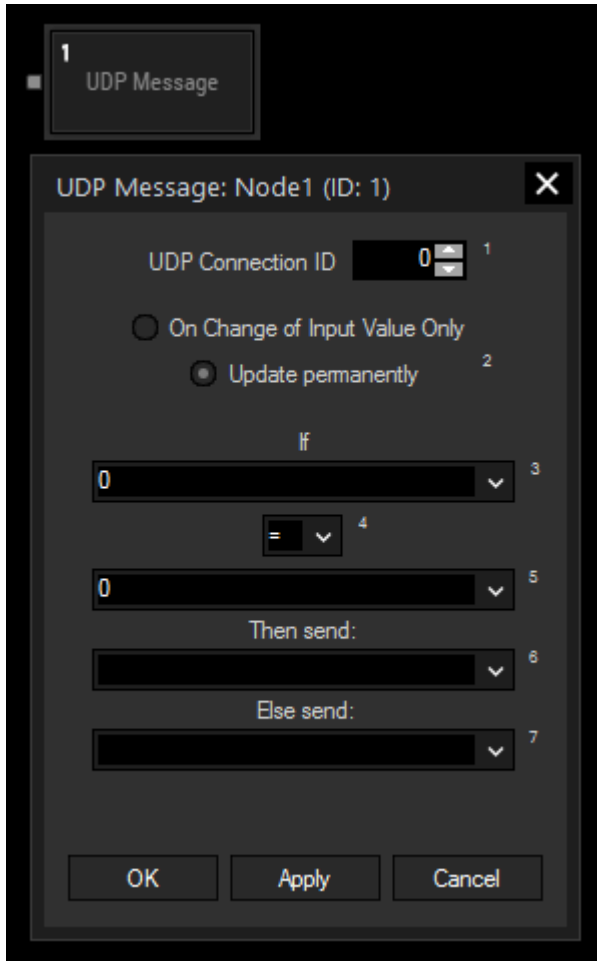 1
UDP Message
UDP Message: Node1 (ID: 1)
UDP Connection ID 0 1
On Change of Input Value Only
Update permanently 2
If
0 3
= 4
0 5
Then send:
6
Else send:
7
OK Apply Cancel